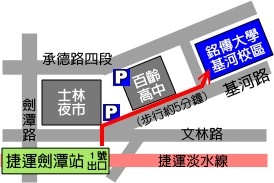 承德路四段
銘傳大學
基河校區
P
百齡
高中
士林
夜市
P
基河路
(步行約5分鐘)
劍潭路
文林路
捷運劍潭站
1號
出口
捷運淡水線